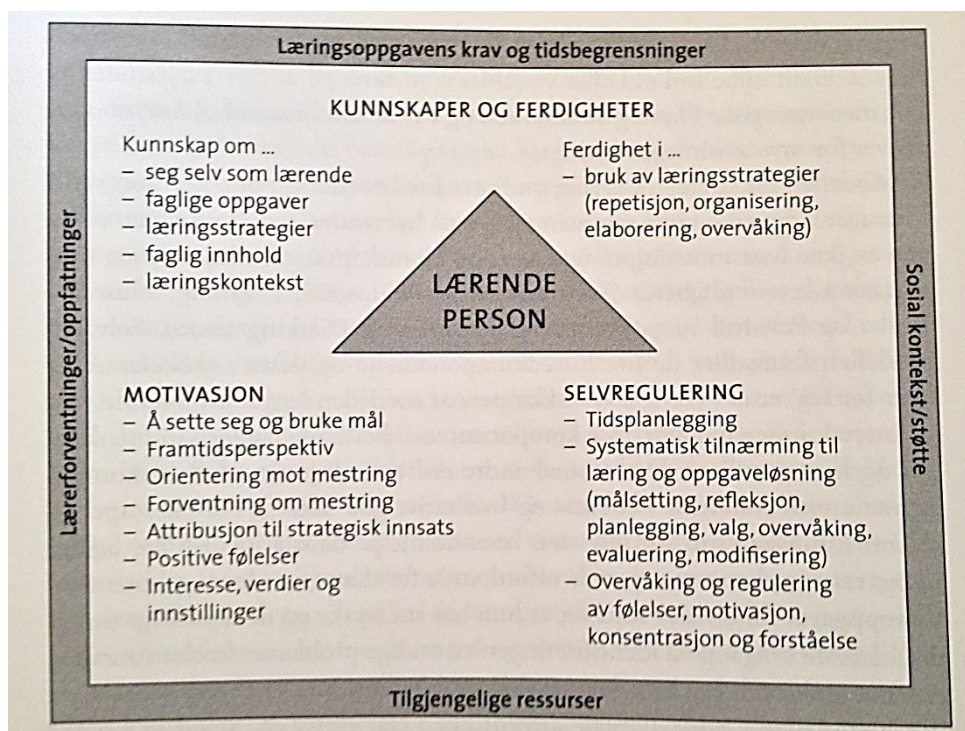 Læringsoppgavens krav og tidsbegrensninger
KUNNSKAPER OG FERDIGHETER
Kunnskap om ...
– seg selv som lærende
– faglige oppgaver
– læringsstrategier
– faglig innhold
– læringskontekst
Ferdighet i ...
– bruk av læringsstrategier
(repetisjon, organisering,
elaborering, overvåking)
Lærerforventninger/oppfatninger
LÆRENDE
PERSON
Sosial kontekst/støtte
MOTIVASJON
– Å sette seg og bruke mål
– Framtidsperspektiv
– Orientering mot mestring
– Forventning om mestring
– Attribusjon til strategisk innsats
– Positive følelser
– Interesse, verdier og
innstillinger
SELVREGULERING
– Tidsplanlegging
– Systematisk tilnærming til
læring og oppgaveløsning
(målsetting, refleksjon,
planlegging, valg, overvåking,
evaluering, modifisering)
– Overvåking og regulering
av følelser, motivasjon,
konsentrasjon og forståelse
Tilgjengelige ressurser